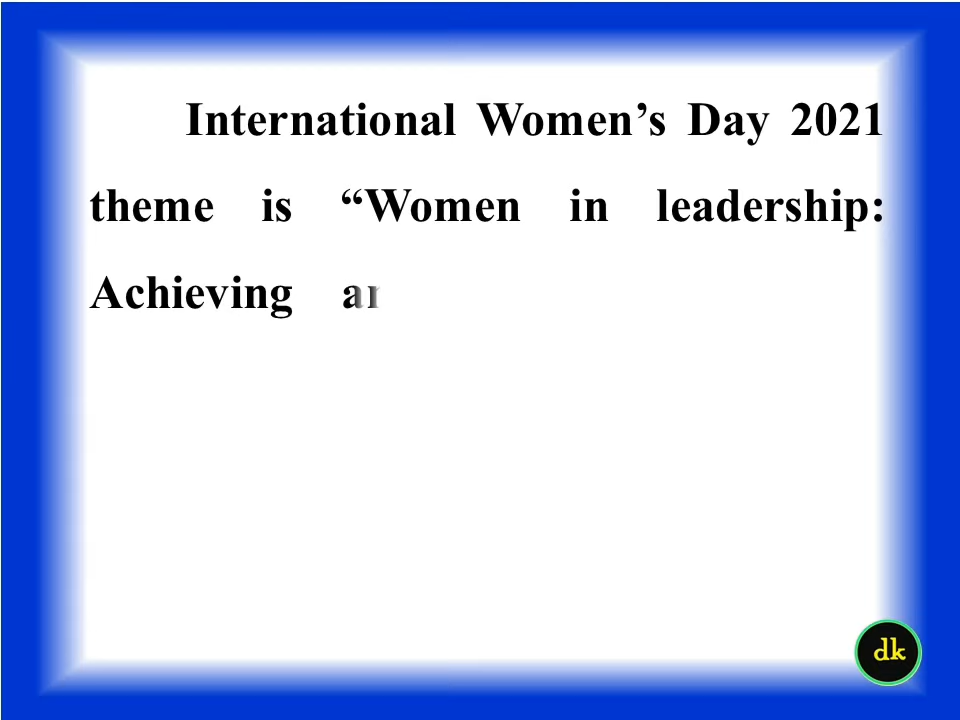 International Women’s Day 2021
theme is “Women in leadership:
Achieving
dk